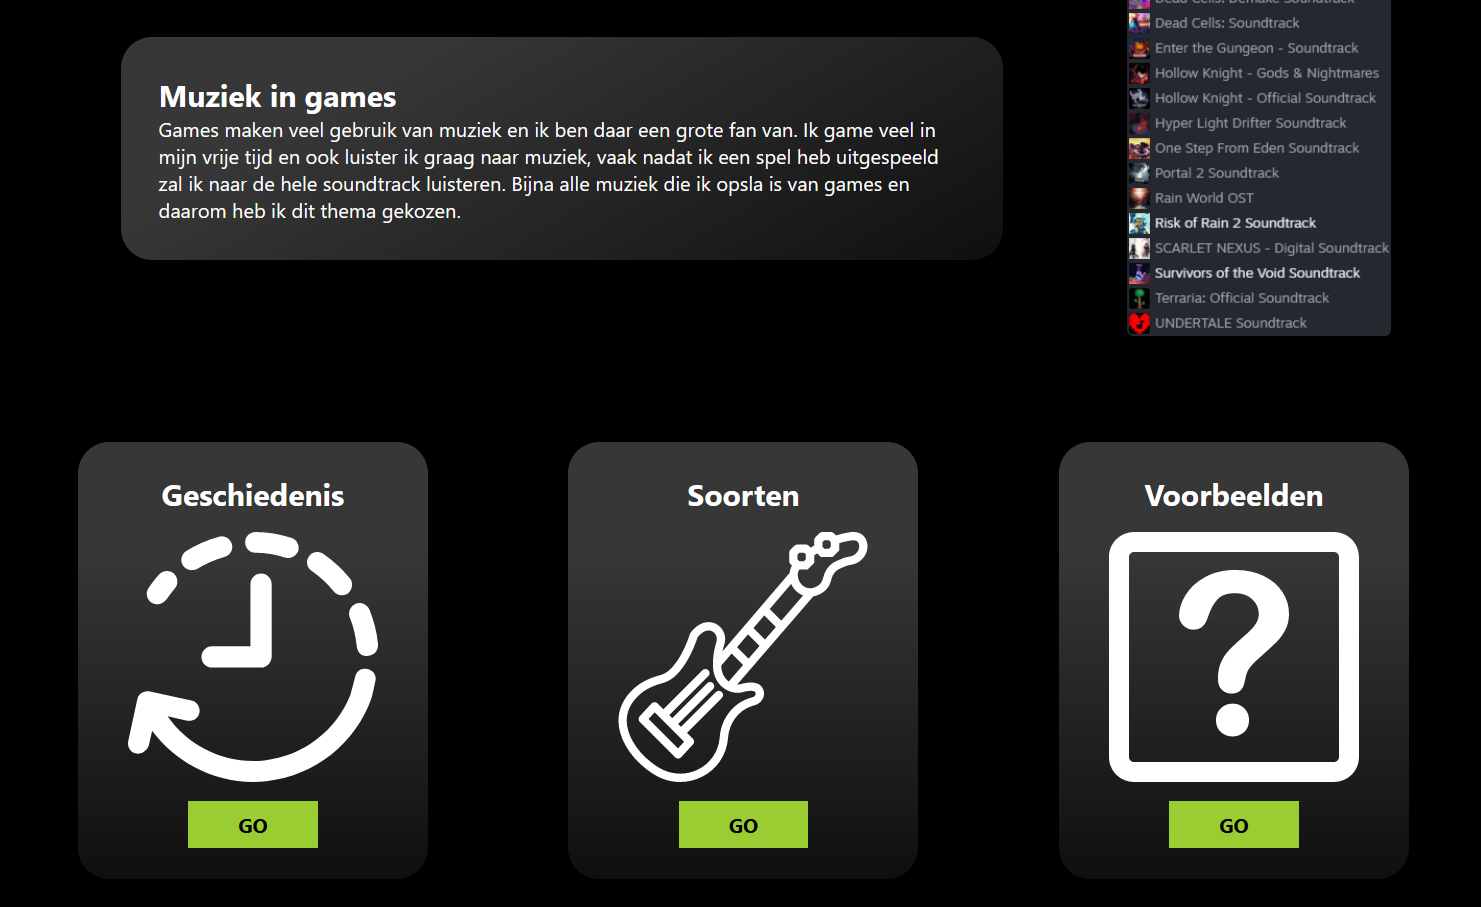 Dead Cells: Demake Soundtrack
Dead Cells: Soundtrack
Enter the Gungeon - Soundtrack
Hollow Knight - Gods & Nightmares
Hollow Knight - Official Soundtrack
Hyper Light Drifter Soundtrack
One Step From Eden Soundtrack
Portal 2 Soundtrack
Rain World OST
Risk of Rain 2 Soundtrack
SCARLET NEXUS - Digital Soundtrack
Survivors of the Void Soundtrack
Terraria: Official Soundtrack
UNDERTALE Soundtrack
Muziek in games
Games maken veel gebruik van muziek en ik ben daar een grote fan van. Ik game veel in
mijn vrije tijd en ook luister ik graag naar muziek, vaak nadat ik een spel heb uitgespeeld
zal ik naar de hele soundtrack luisteren. Bijna alle muziek die ik opsla is van games en
daarom heb ik dit thema gekozen.
Geschiedenis
GO
Soorten
GO
Voorbeelden
?
GO